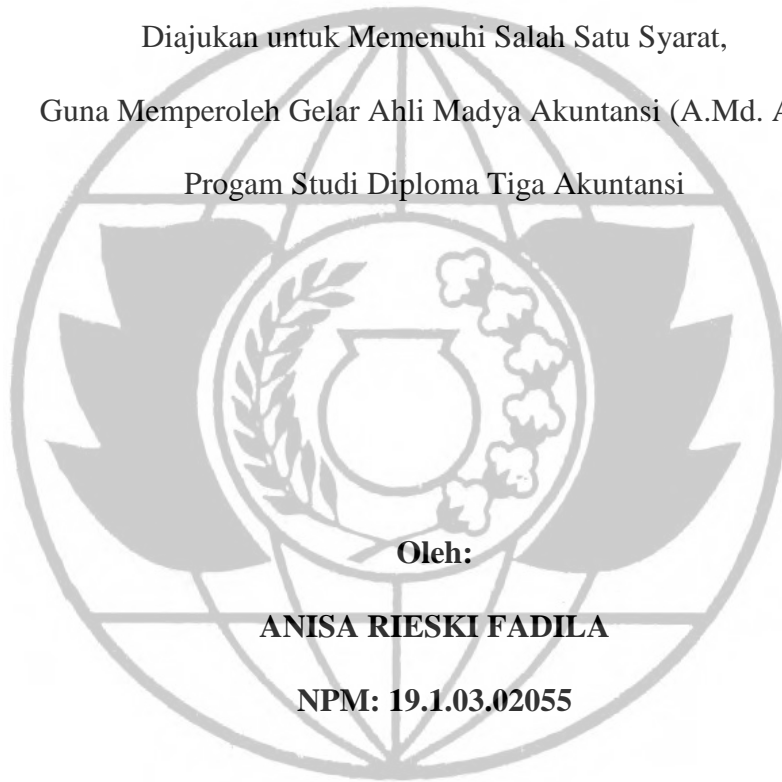 Diajukan untuk Memenuhi Salah Satu Syarat,
Guna Memperoleh Gelar Ahli Madya Akuntansi (A.Md. A
Progam Studi Diploma Tiga Akuntansi
Oleh:
ANISA RIESKI FADILA
NPM: 19.1.03.02055